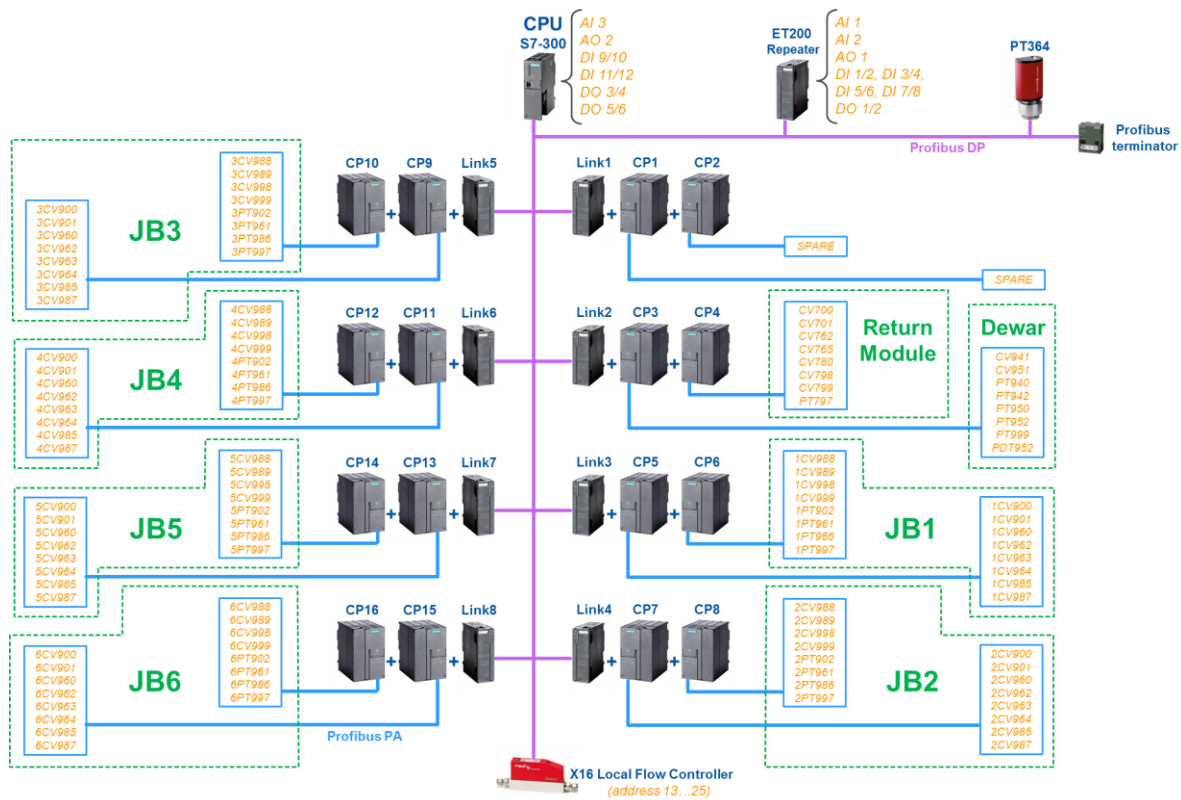 CPU
S7-300
AI 3
AO 2
DI 9/10
DI 11/12
DO 3/4
DO 5/6
ET200
Repeater
AI 1
AI 2
AO 1
DI 1/2, DI 3/4,
DI 5/6, DI 7/8
DO 1/2
PT364
Profibus
terminator
Profibus DP
CP10
CP9
Link5
Link1
CP1
CP2
+
+
+
+
3CV988
3CV989
3CV998
3CV999
3PT902
3PT961
3PT986
3PT997
JB3
3CV900
3CV901
3CV960
3CV962
3CV963
3CV964
3CV985
3CV987
SPARE
SPARE
CP12
CP11
Link6
Link2
CP3
CP4
+
+
+
+
4CV988
4CV989
4CV998
4CV999
4PT902
4PT961
4PT986
4PT997
JB4
4CV900
4CV901
4CV960
4CV962
4CV963
4CV964
4CV985
4CV987
CV700
CV701
CV762
CV765
CV780
CV798
CV799
PT797
Return
Module
Dewar
CV941
CV951
PT940
PT942
PT950
PT952
PT999
PDT952
CP14
CP13
Link7
Link3
CP5
CP6
+
+
+
+
5CV988
5CV989
5CV998
5CV999
5PT902
5PT961
5PT986
5PT997
JB5
5CV900
5CV901
5CV960
5CV962
5CV963
5CV964
5CV985
5CV987
1CV988
1CV989
1CV998
1CV999
1PT902
1PT961
1PT986
1PT997
JB1
1CV900
1CV901
1CV960
1CV962
1CV963
1CV964
1CV985
1CV987
CP16
CP15
Link8
Link4
CP7
CP8
+
+
+
+
6CV988
6CV989
6CV998
6CV999
6PT902
6PT961
6PT986
6PT997
JB6
6CV900
6CV901
6CV960
6CV962
6CV963
6CV964
6CV985
6CV987
2CV988
2CV989
2CV998
2CV999
2PT902
2PT961
2PT986
2PT997
JB2
2CV900
2CV901
2CV960
2CV962
2CV963
2CV964
2CV985
2CV987
Profibus PA
X16 Local Flow Controller
(address 13…25)